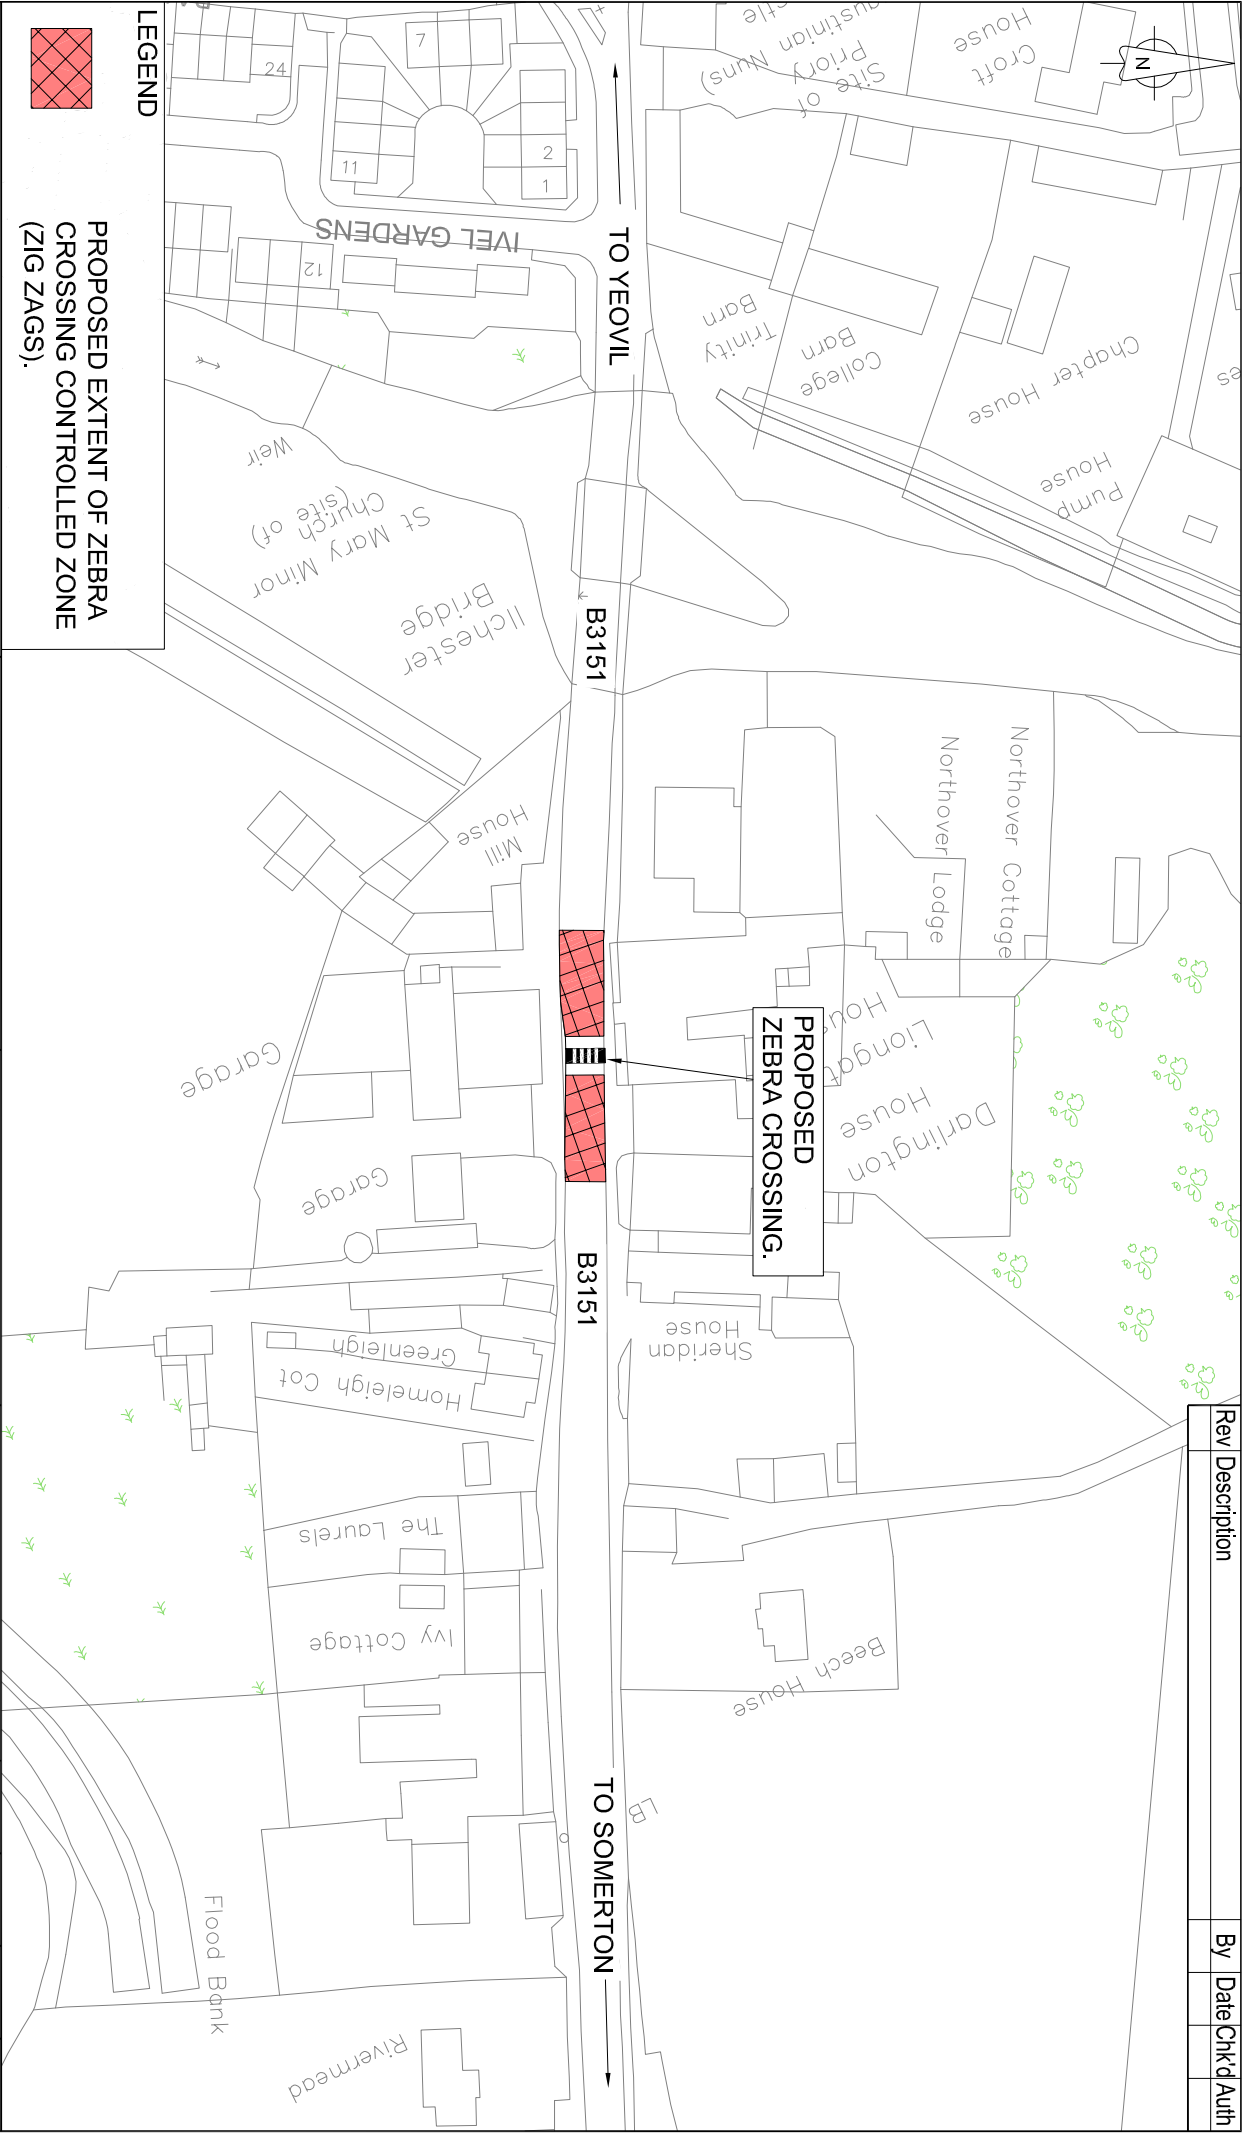 Rev Description By Date Chk'd Auth
N
Croft
House
Site of
Priory of
Nuns)
Chapter House
Pump
House
College
Barn
Trinity
Barn
Northover Cottage
Northover Lodge
Liongat
Hous
Darlington
House
PROPOSED
ZEBRA CROSSING.
Sheridan
House
Beech House
LB
TO YEOVIL
B3151
B3151
TO SOMERTON
7
24
2
1
11
12
IVEL GARDENS
Weir
St Mary Minor
Church
(site of)
Ilchester
Bridge
Mill
House
Garage
Garage
Greenleigh
Homeleigh Cot
The Laurels
Ivy Cottage
Flood Bank
Rivermead
LEGEND
PROPOSED EXTENT OF ZEBRA
CROSSING CONTROLLED ZONE
(ZIG ZAGS).